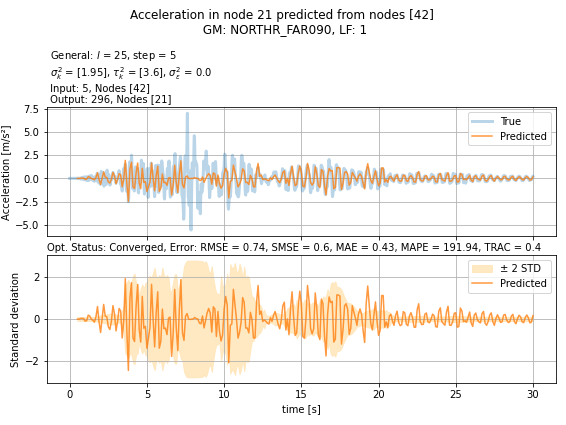 Acceleration in node 21 predicted from nodes [42]
GM: NORTHR_FAR090, LF: 1
General: l = 25, step = 5
σ²ₖ = [1.95], τ²ₖ = [3.6], σ²ε = 0.0
Input: 5, Nodes [42]
Output: 296, Nodes [21]
7.5
5.0
2.5
0.0
−2.5
−5.0
Acceleration [m/s²]
True
Predicted
Opt. Status: Converged, Error: RMSE = 0.74, SMSE = 0.6, MAE = 0.43, MAPE = 191.94, TRAC = 0.4
2
0
−2
Standard deviation
± 2 STD
Predicted
0 5 10 15 20 25 30
time [s]